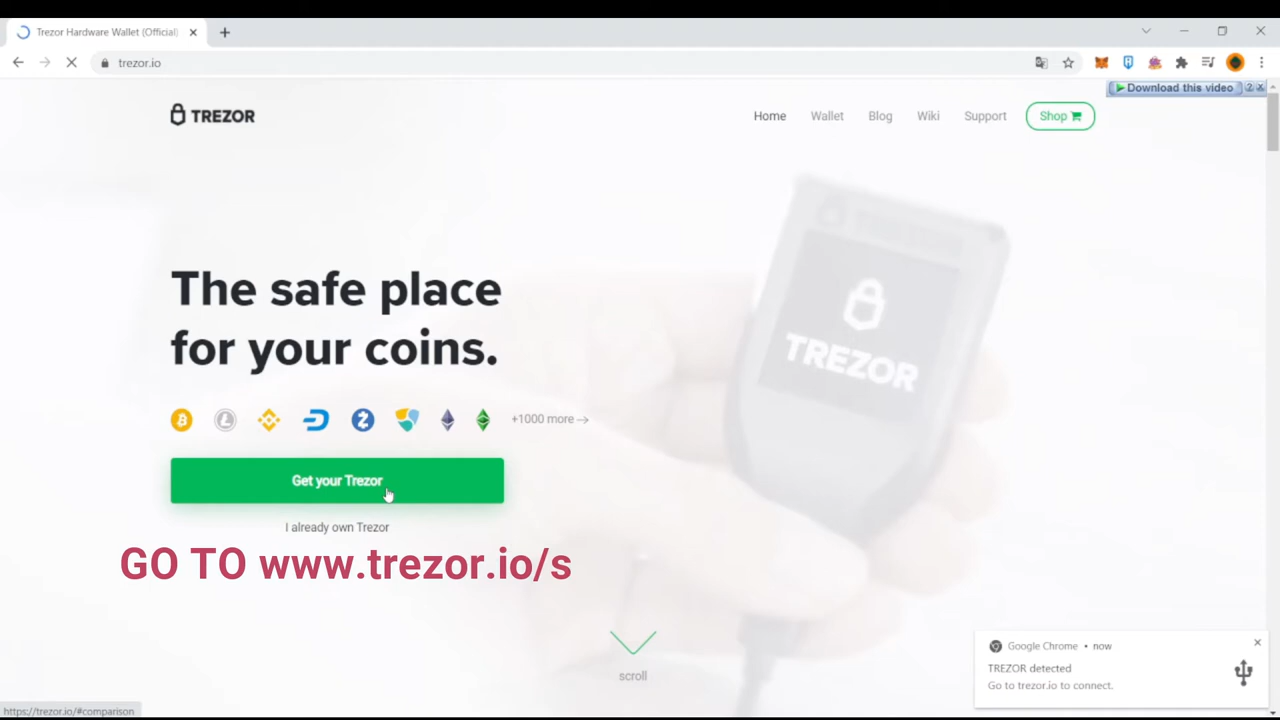 Trezor Hardware Wallet (Official)
trezor.io
Download this video
TREZOR
Home Wallet Blog Wiki Support Shop
The safe place
for your coins.
+1000 more →
Get your Trezor
I already own Trezor
GO TO www.trezor.io/s
TREZOR
scroll
Google Chrome • now
TREZOR detected
Go to trezor.io to connect.
https://trezor.io/#comparison